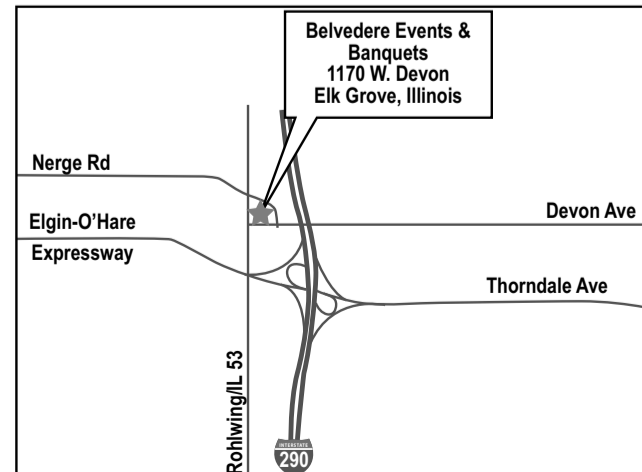 Belvedere Events &
Banquets
1170 W. Devon
Elk Grove, Illinois
Nerge Rd
Elgin-O’Hare
Expressway
Devon Ave
Thorndale Ave
Rohlwing/IL 53
INTERSTATE
290